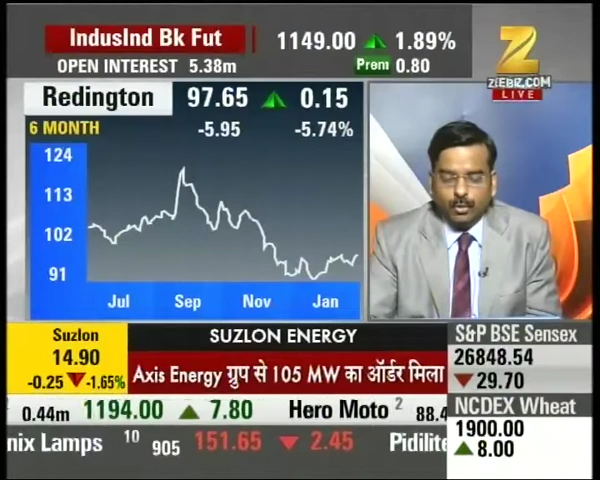 IndusInd Bk Fut
1149.00 1.89%
OPEN INTEREST 5.38m
Prem 0.80
ZIEBZ.COM
LIVE
Redington
97.65 0.15
6 MONTH
-5.95 -5.74%
124
113
102
91
Jul Sep Nov Jan
Suzlon
14.90
-0.25 -1.65%
SUZLON ENERGY
Axis Energy ग्रुप से 105 MW का ऑर्डर मिला
S&P BSE Sensex
26848.54
29.70
NCDEX Wheat
1900.00
8.00
0.44m 1194.00 7.80 Hero Moto 2 88.4
nix Lamps 10 905 151.65 2.45 Pidilite